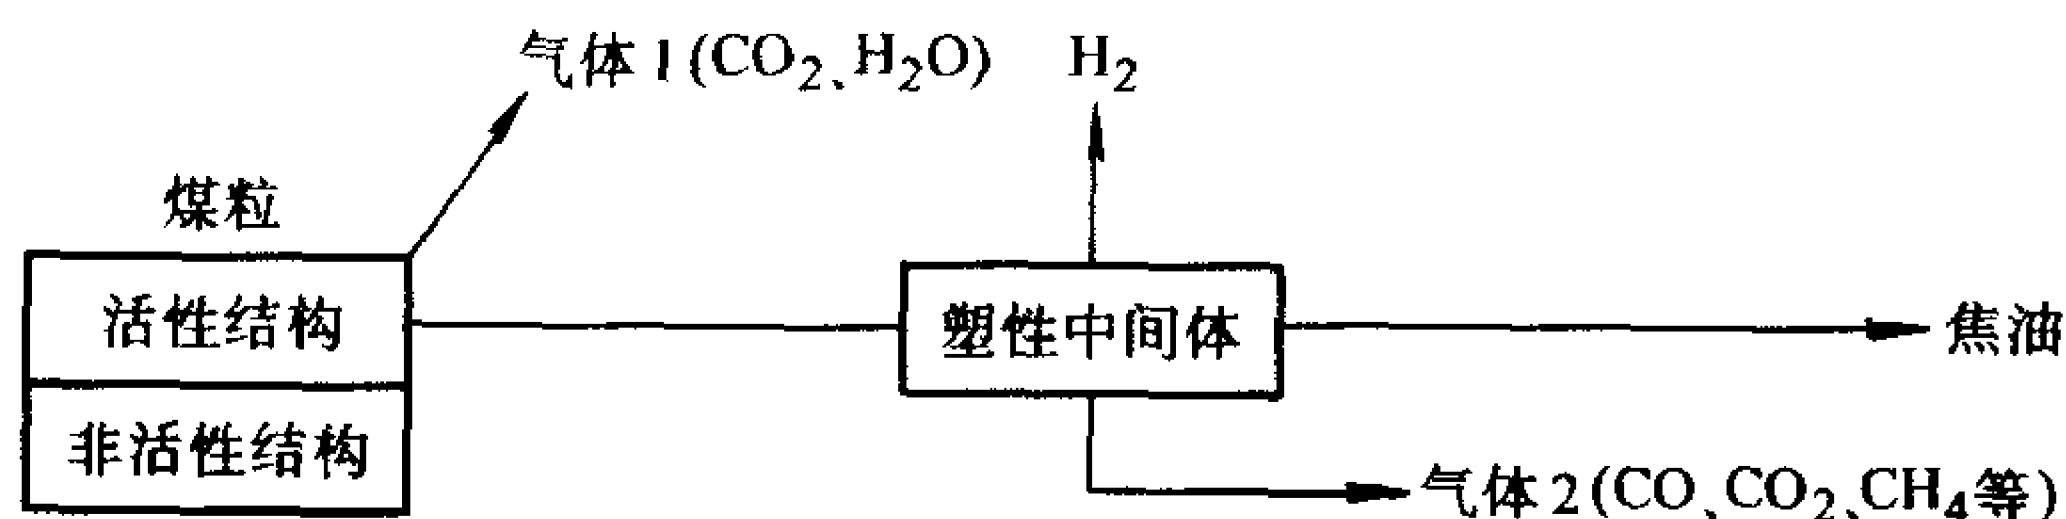 气体1(CO₂、H₂O) H₂
煤粒
活性结构
塑性中间体
焦油
非活性结构
气体2(CO、CO₂、CH₄等)